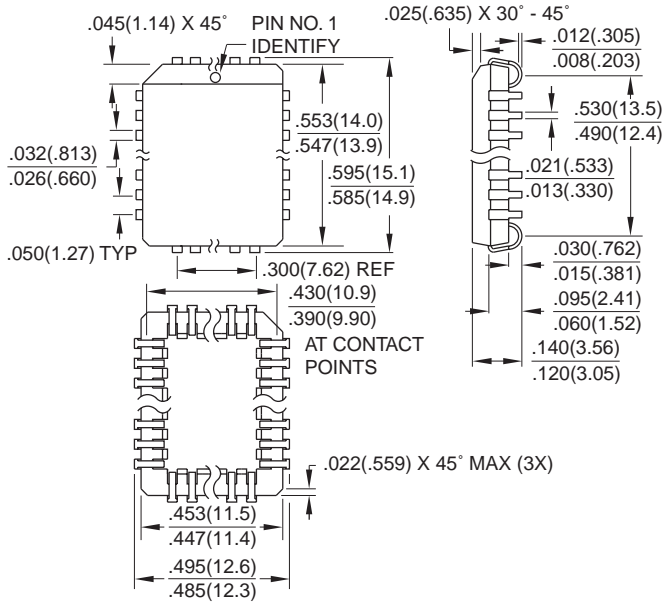 .045(1.14) X 45°
PIN NO. 1
IDENTIFY
.025(.635) X 30° - 45°
.012(.305)
.008(.203)
.553(14.0)
.547(13.9)
.530(13.5)
.490(12.4)
.032(.813)
.026(.660)
.595(15.1)
.585(14.9)
.021(.533)
.013(.330)
.050(1.27) TYP
.300(7.62) REF
.030(.762)
.015(.381)
.430(10.9)
.390(9.90)
AT CONTACT
POINTS
.095(2.41)
.060(1.52)
.140(3.56)
.120(3.05)
.022(.559) X 45° MAX (3X)
.453(11.5)
.447(11.4)
.495(12.6)
.485(12.3)